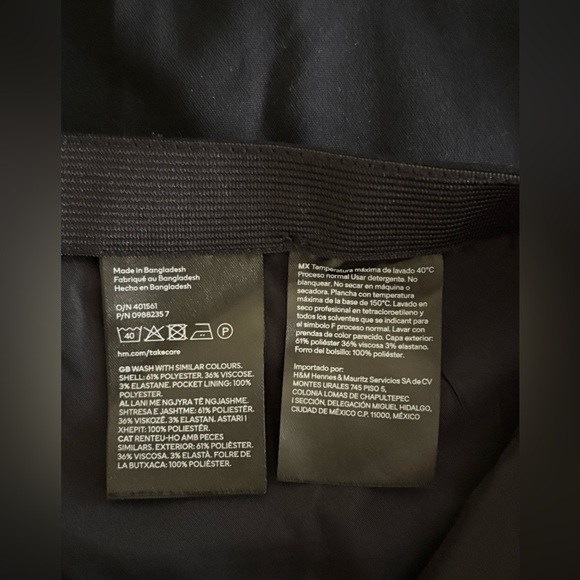 Made in Bangladesh
Fabriqué au Bangladesh
Hecho en Bangladesh
O/N 401561
P/N 0988235 7
40
P
hm.com/takecare
GB WASH WITH SIMILAR COLOURS.
SHELL: 61% POLYESTER. 36% VISCOSE.
3% ELASTANE. POCKET LINING: 100%
POLYESTER.
AL LANI ME NGJYRA TË NGJASHME.
SHTRESA E JASHTME: 61% POLIESTËR.
36% VISKOZË. 3% ELASTAN. ASTARI I
XHEPIT: 100% POLIESTËR.
CAT RENTEU-HO AMB PECES
SIMILARS. EXTERIOR: 61% POLIÈSTER.
36% VISCOSA. 3% ELASTÀ. FOLRE DE
LA BUTXACA: 100% POLIÈSTER.
MX Temperatura máxima de lavado 40°C
Proceso normal Usar detergente. No
blanquear. No secar en máquina o
secadora. Plancha con temperatura
máxima de la base de 150°C. Lavado en
seco profesional en tetracloroetileno y
todos los solventes que se indican para
el símbolo F proceso normal. Lavar con
prendas de color parecido. Capa exterior:
61% poliéster 36% viscosa 3% elastano.
Forro del bolsillo: 100% poliéster.
Importado por:
H&M Hennes & Mauritz Servicios SA de CV
MONTES URALES 745 PISO 5,
COLONIA LOMAS DE CHAPULTEPEC
I SECCIÓN, DELEGACIÓN MIGUEL HIDALGO,
CIUDAD DE MÉXICO C.P. 11000, MÉXICO